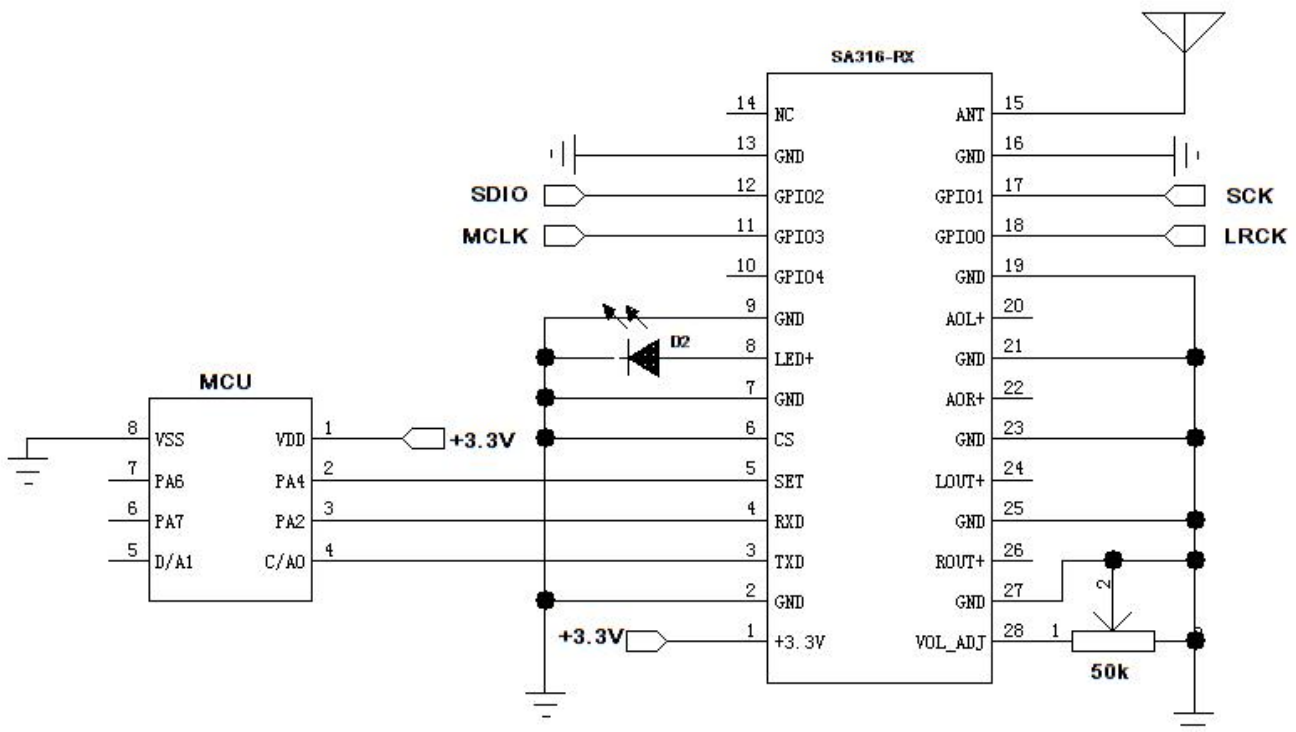 SA316-RX
14 NC ANT 15
13 GND GND 16
SDIO 12 GPIO2 GPIO1 17 SCK
MCLK 11 GPIO3 GPIO0 18 LRCK
10 GPIO4 GND 19
9 GND AOL+ 20
D2
8 LED+ GND 21
7 GND AOR+ 22
MCU
8 VSS VDD 1 +3.3V 6 CS GND 23
7 PA6 PA4 2 5 SET LOUT+ 24
6 PA7 PA2 3 4 RXD GND 25
5 D/A1 C/A0 4 3 TXD ROUT+ 26
2
2 GND GND 27
+3.3V 1 +3.3V VOL_ADJ 28 1
50k